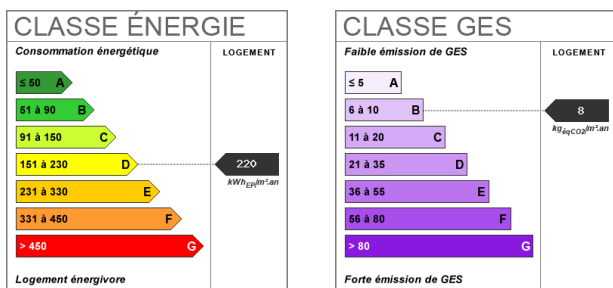 CLASSE ÉNERGIE
Consommation énergétique
LOGEMENT
≤ 50 A
51 à 90 B
91 à 150 C
151 à 230 D
220
kWhEP/m².an
231 à 330 E
331 à 450 F
> 450 G
Logement énergivore
CLASSE GES
Faible émission de GES
LOGEMENT
≤ 5 A
6 à 10 B
8
kgéqCO2/m².an
11 à 20 C
21 à 35 D
36 à 55 E
56 à 80 F
> 80 G
Forte émission de GES